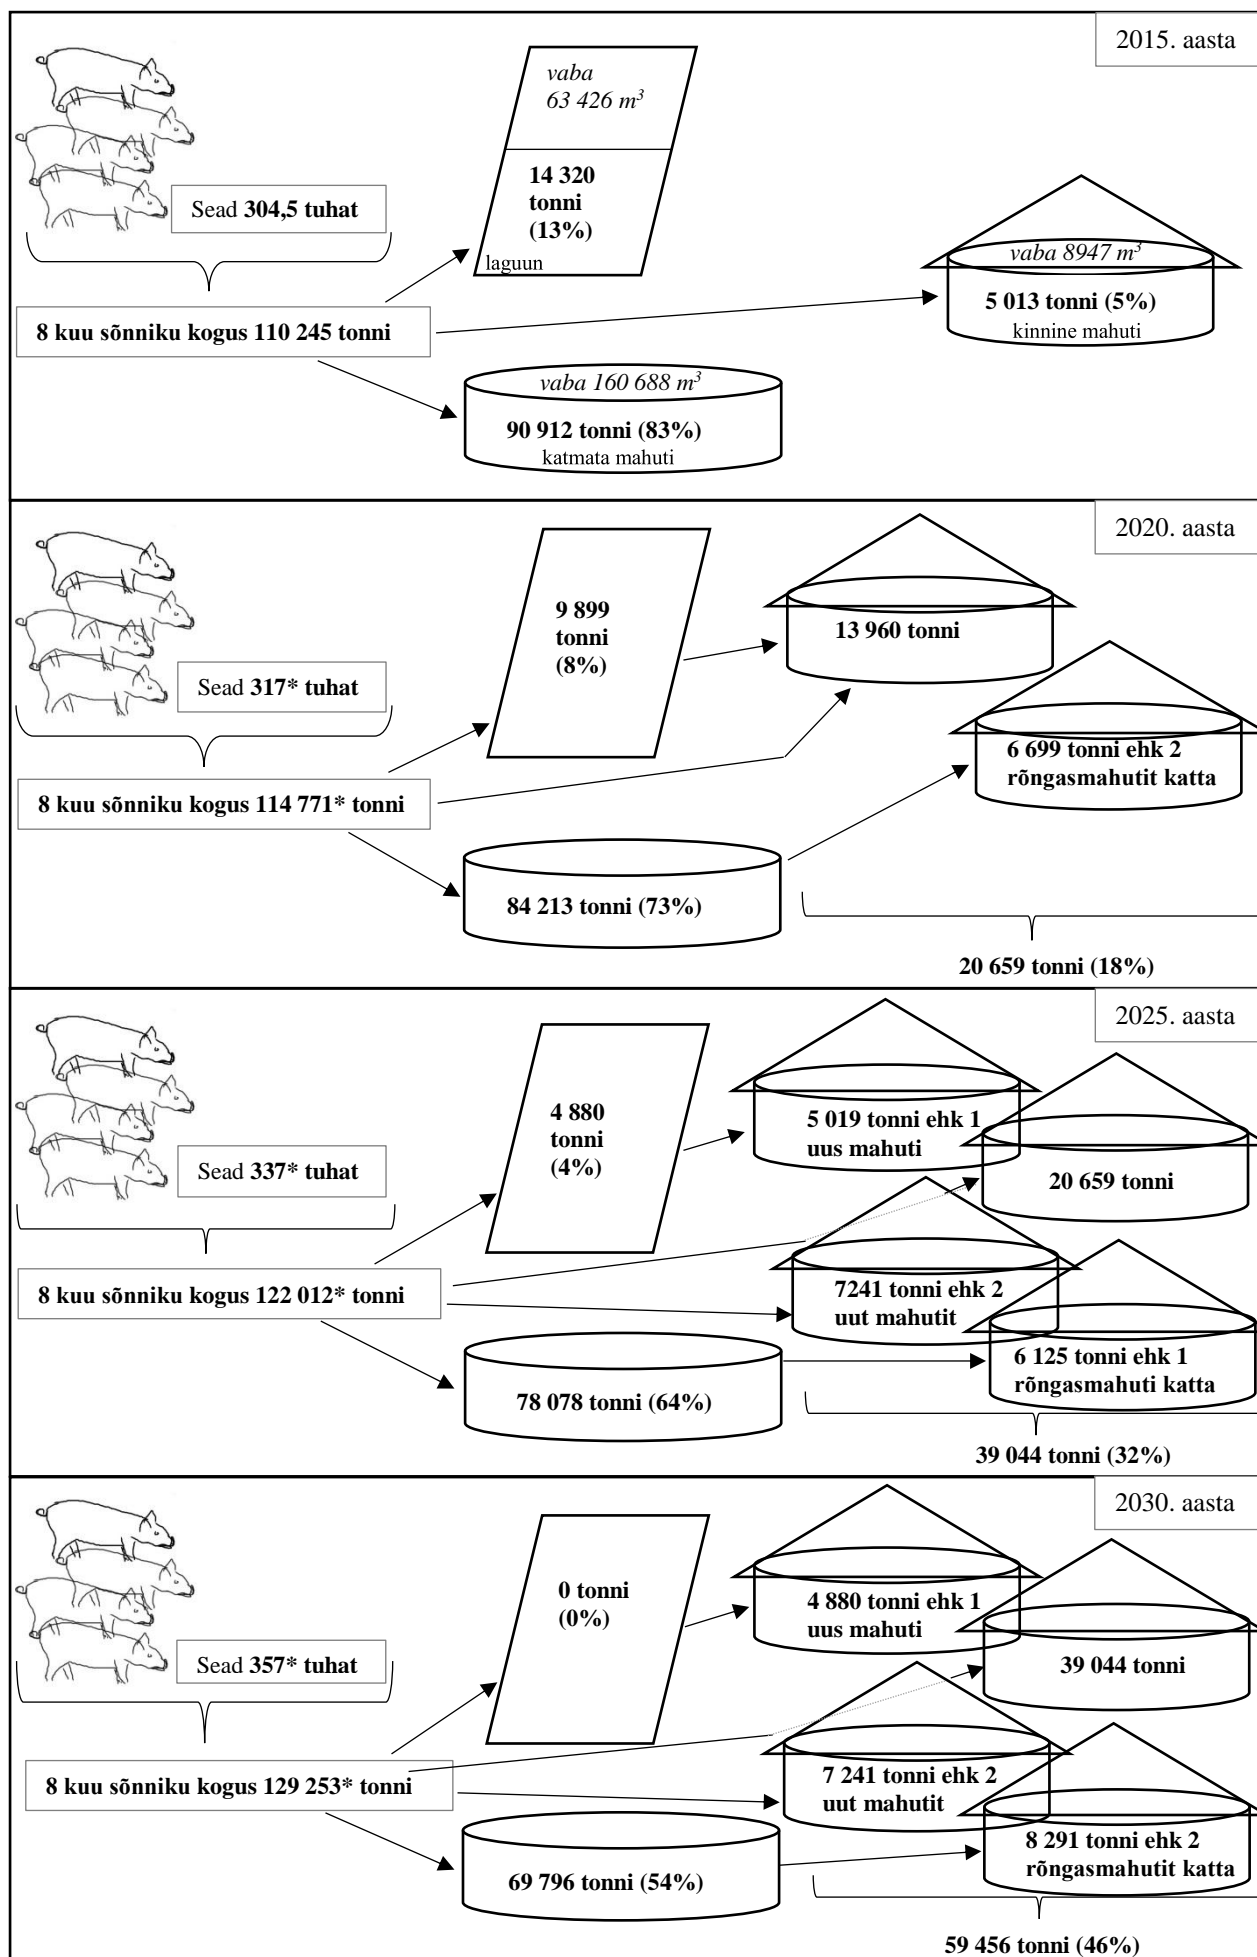 2015. aasta
vaba
63 426 m³
14 320
tonni
(13%)
laguun
Sead 304,5 tuhat
vaba 8947 m³
5 013 tonni (5%)
kinnine mahuti
8 kuu sõnniku kogus 110 245 tonni
vaba 160 688 m³
90 912 tonni (83%)
katmata mahuti
2020. aasta
9 899
tonni
(8%)
13 960 tonni
Sead 317* tuhat
6 699 tonni ehk 2
rõngasmahutit katta
8 kuu sõnniku kogus 114 771* tonni
84 213 tonni (73%)
20 659 tonni (18%)
2025. aasta
4 880
tonni
(4%)
5 019 tonni ehk 1
uus mahuti
Sead 337* tuhat
20 659 tonni
8 kuu sõnniku kogus 122 012* tonni
7241 tonni ehk 2
uut mahutit
6 125 tonni ehk 1
rõngasmahuti katta
78 078 tonni (64%)
39 044 tonni (32%)
2030. aasta
0 tonni
(0%)
4 880 tonni ehk 1
uus mahuti
Sead 357* tuhat
39 044 tonni
8 kuu sõnniku kogus 129 253* tonni
7 241 tonni ehk 2
uut mahutit
8 291 tonni ehk 2
rõngasmahutit katta
69 796 tonni (54%)
59 456 tonni (46%)